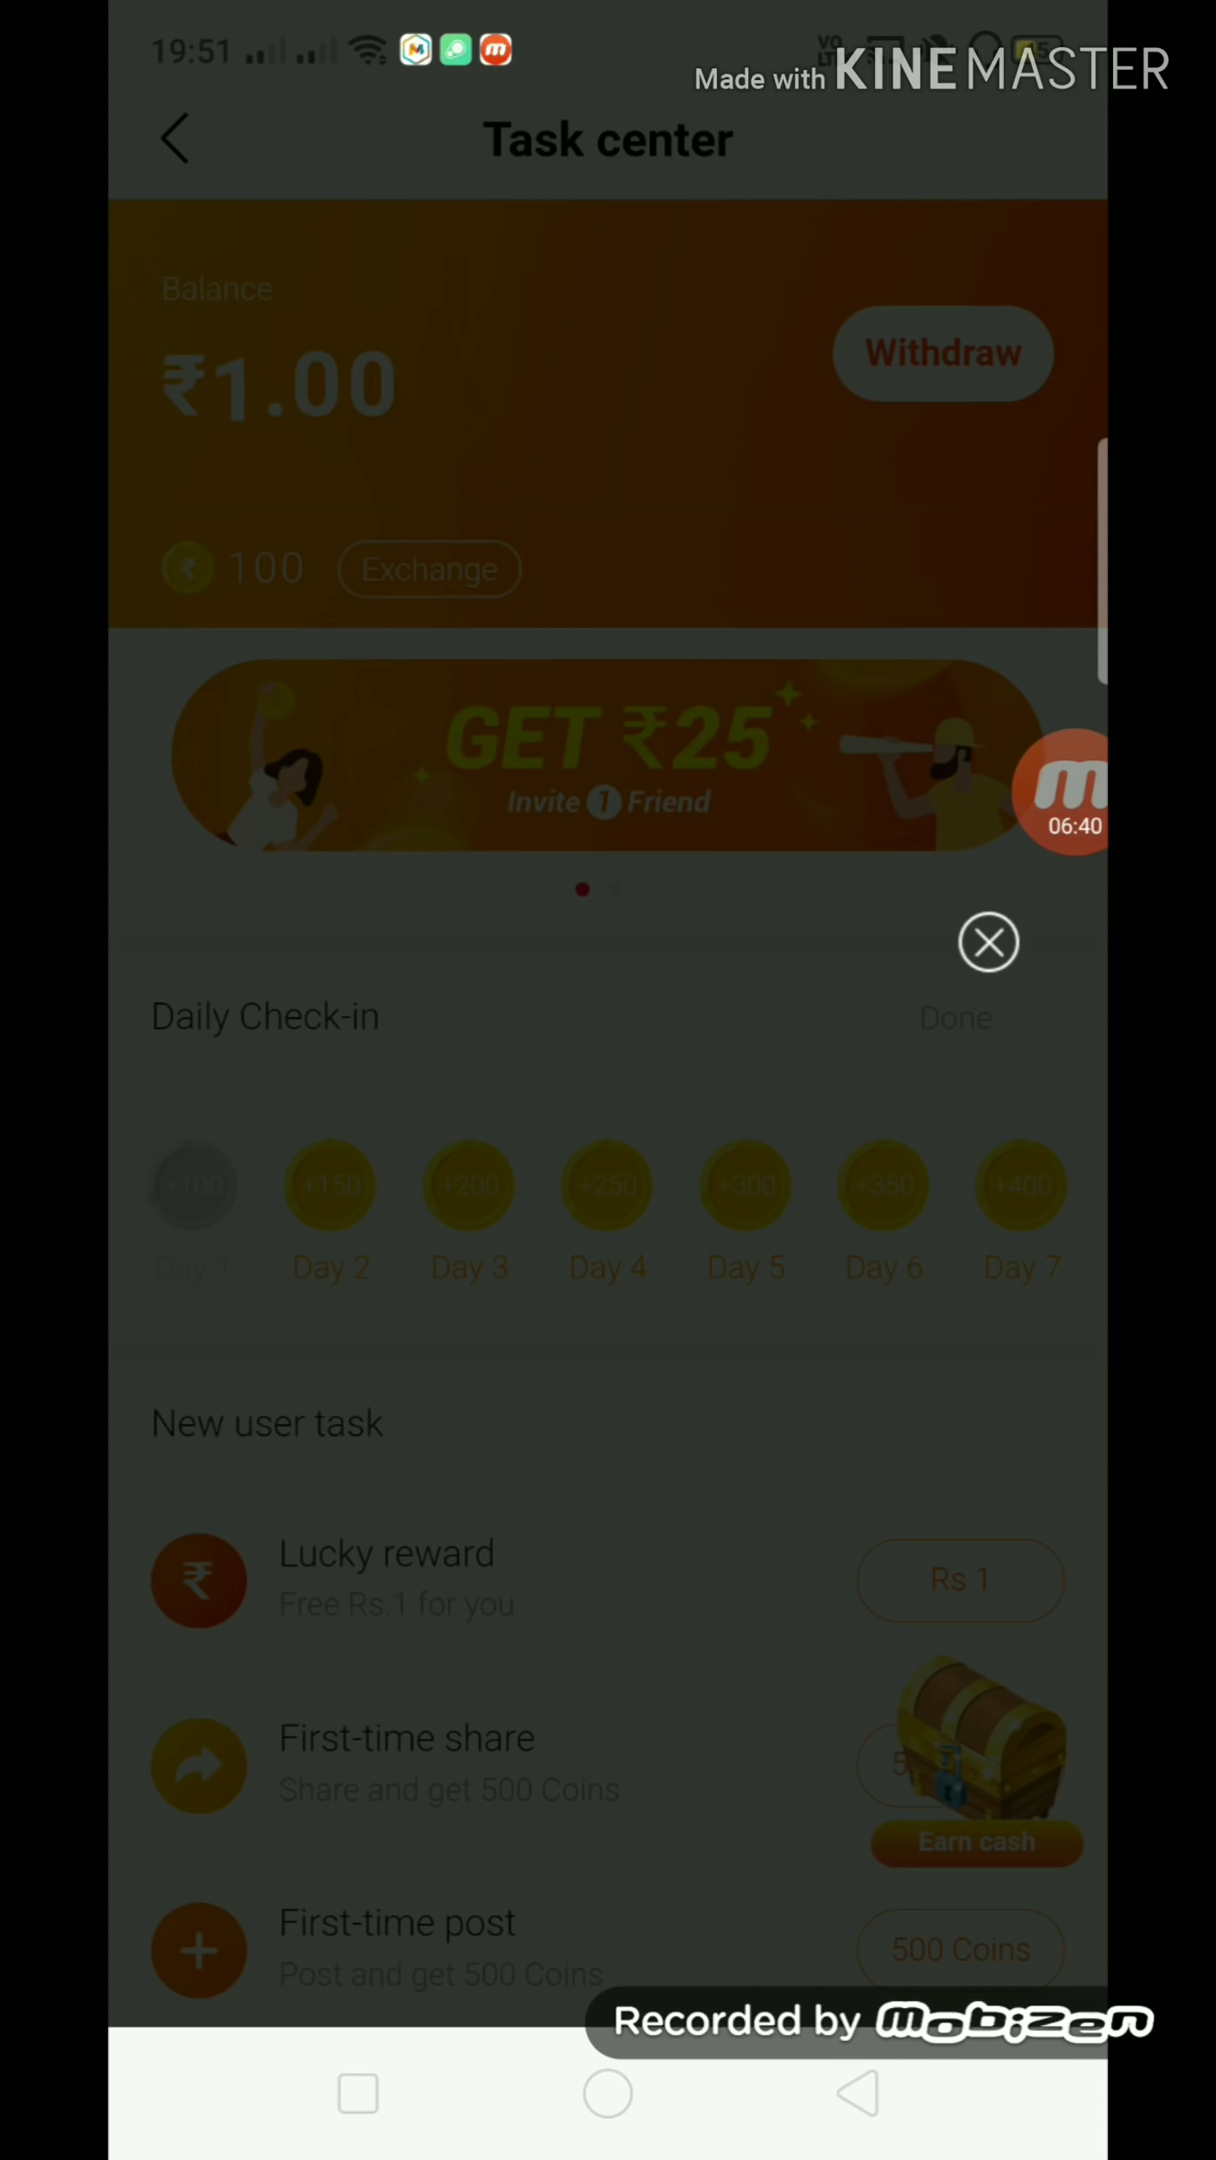 19:51
Made with KINEMASTER
Task center
Balance
₹1.00
Withdraw
₹ 100 Exchange
GET ₹25
Invite 1 Friend
06:40
Daily Check-in Done
+100 +150 +200 +250 +300 +350 +400
Day 1 Day 2 Day 3 Day 4 Day 5 Day 6 Day 7
New user task
Lucky reward
Free Rs.1 for you
Rs 1
First-time share
Share and get 500 Coins
Earn cash
First-time post
Post and get 500 Coins
500 Coins
Recorded by mobizen